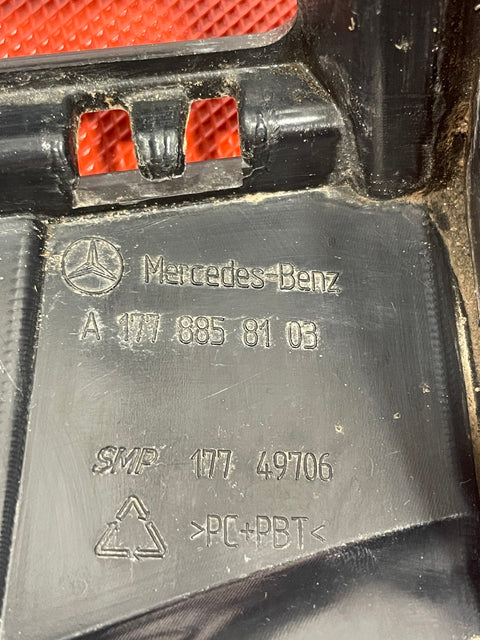 Mercedes-Benz
A 177 885 81 03
SMP 177 49706
>PC+PBT<